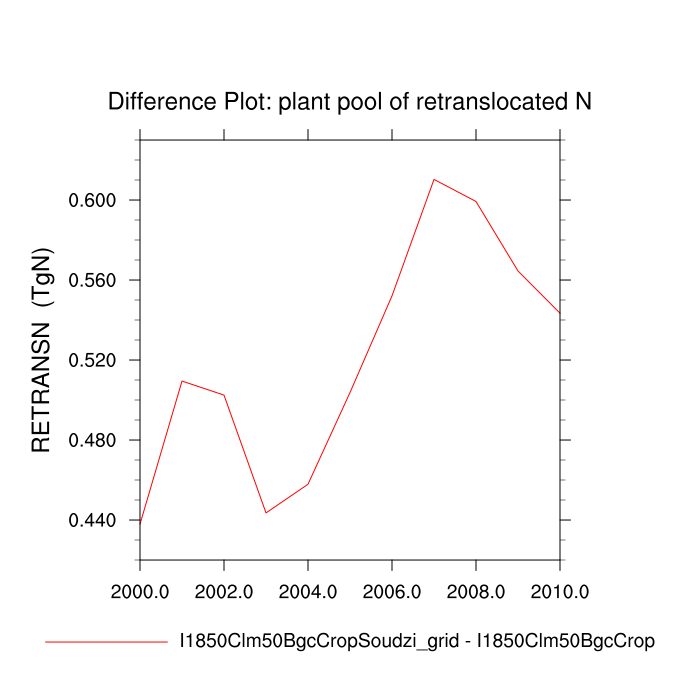 Difference Plot: plant pool of retranslocated N
RETRANSN (TgN)
0.600
0.560
0.520
0.480
0.440
2000.0 2002.0 2004.0 2006.0 2008.0 2010.0
I1850Clm50BgcCropSoudzi_grid - I1850Clm50BgcCrop